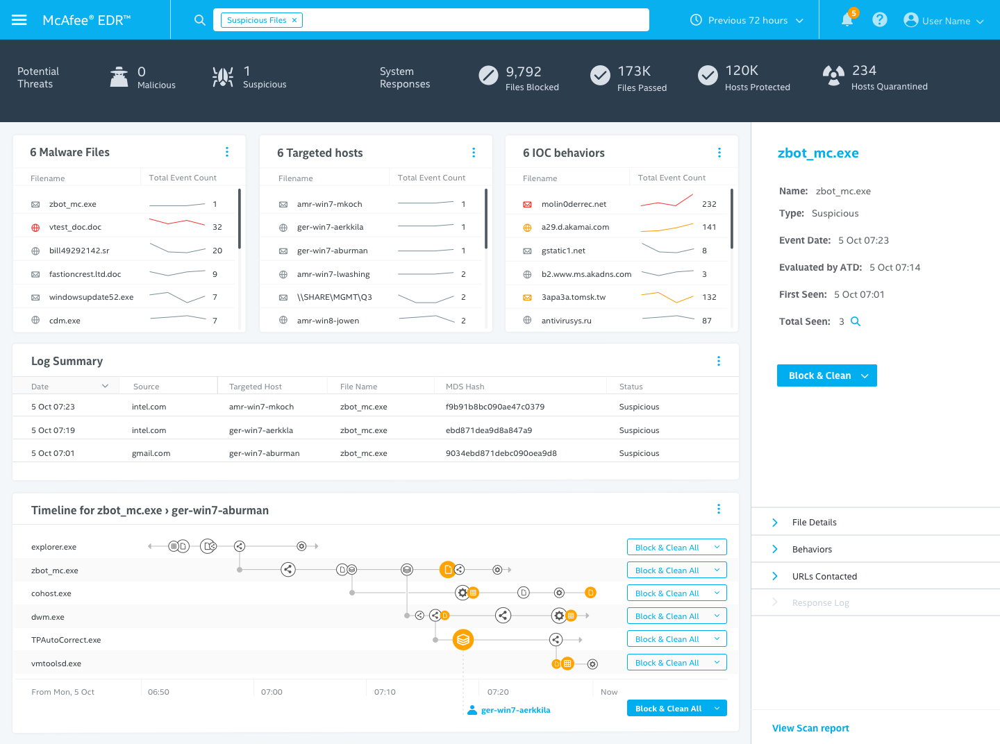 McAfee® EDR™
Suspicious Files ×
Previous 72 hours
5
?
User Name
Potential Threats
0 Malicious
1 Suspicious
System Responses
9,792 Files Blocked
173K Files Passed
120K Hosts Protected
234 Hosts Quarantined
6 Malware Files
Filename Total Event Count
zbot_mc.exe 1
vtest_doc.doc 32
bill49292142.sr 20
fastioncrest.ltd.doc 9
windowsupdate52.exe 7
cdm.exe 7
6 Targeted hosts
Filename Total Event Count
amr-win7-mkoch 1
ger-win7-aerkkila 1
ger-win7-aburman 1
amr-win7-lwashing 2
\\SHARE\MGMT\Q3 2
amr-win8-jowen 2
6 IOC behaviors
Filename Total Event Count
molin0derrec.net 232
a29.d.akamai.com 141
gstatic1.net 8
b2.www.ms.akadns.com 3
3apa3a.tomsk.tw 132
antivirusys.ru 87
Log Summary
Date Source Targeted Host File Name MDS Hash Status
5 Oct 07:23 intel.com amr-win7-mkoch zbot_mc.exe f9b91b8bc090ae47c0379 Suspicious
5 Oct 07:19 intel.com ger-win7-aerkkla zbot_mc.exe ebd871dea9d8a847a9 Suspicious
5 Oct 07:01 gmail.com ger-win7-aburman zbot_mc.exe 9034ebd871debc090oea9d8 Suspicious
Timeline for zbot_mc.exe › ger-win7-aburman
explorer.exe Block & Clean All
zbot_mc.exe Block & Clean All
cohost.exe Block & Clean All
dwm.exe Block & Clean All
TPAutoCorrect.exe Block & Clean All
vmtoolsd.exe Block & Clean All
From Mon, 5 Oct 06:50 07:00 07:10 07:20 Now
ger-win7-aerkkila Block & Clean All
zbot_mc.exe
Name: zbot_mc.exe
Type: Suspicious
Event Date: 5 Oct 07:23
Evaluated by ATD: 5 Oct 07:14
First Seen: 5 Oct 07:01
Total Seen: 3
Block & Clean
File Details
Behaviors
URLs Contacted
Response Log
View Scan report